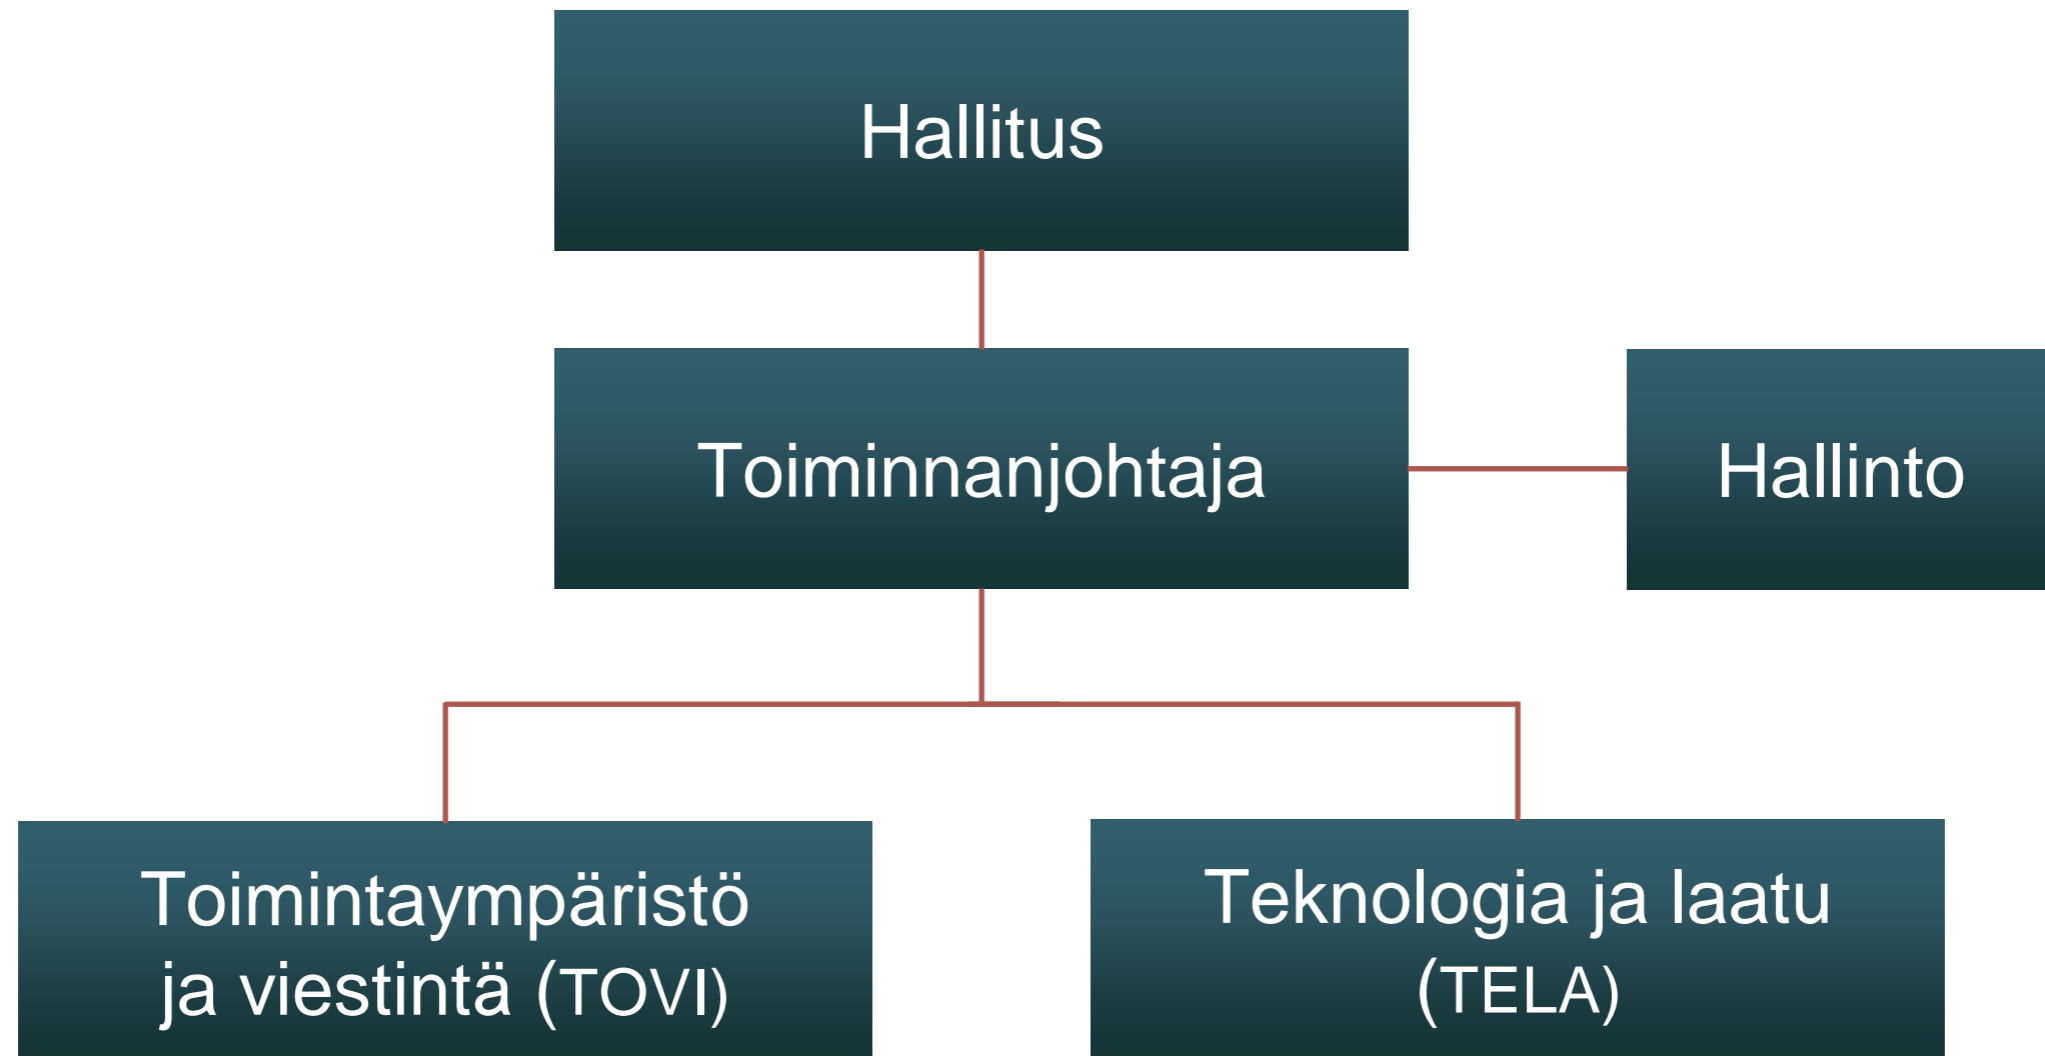 Hallitus
Toiminnanjohtaja
Hallinto
Toimintaympäristö
ja viestintä (TOVI)
Teknologia ja laatu
(TELA)